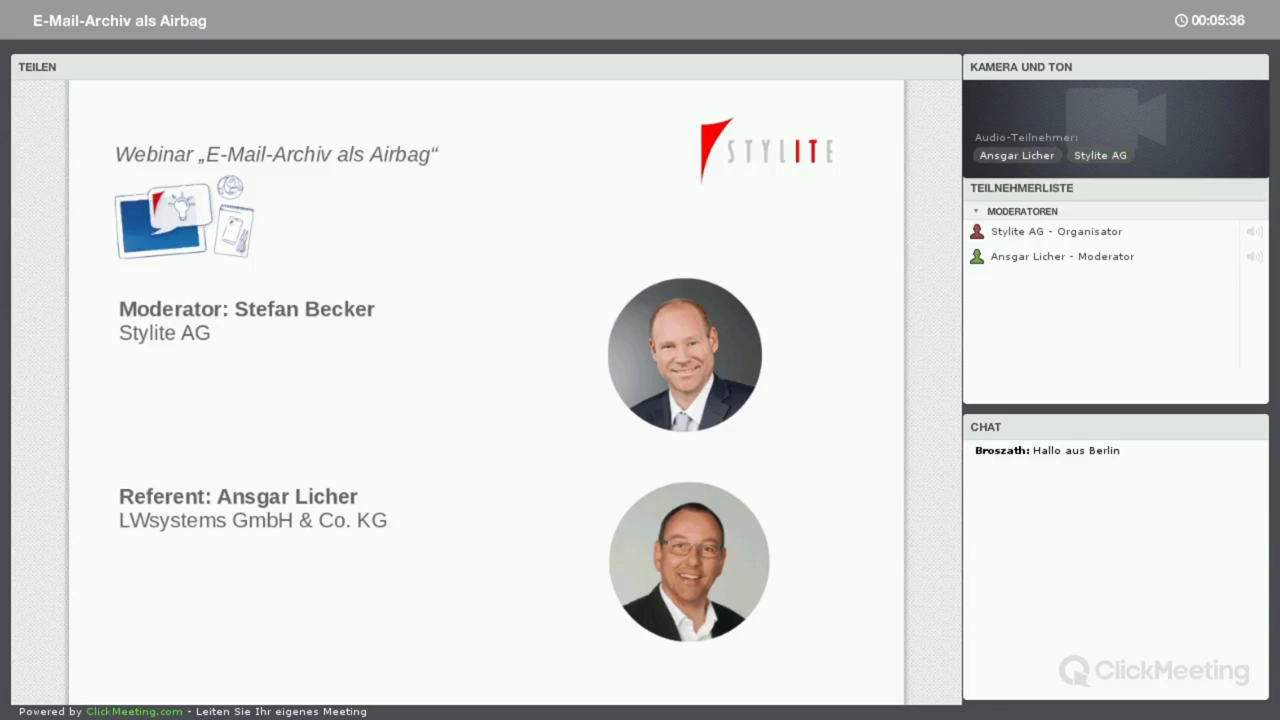 E-Mail-Archiv als Airbag
00:05:36
TEILEN
Webinar „E-Mail-Archiv als Airbag“
STYLITE
Moderator: Stefan Becker
Stylite AG
Referent: Ansgar Licher
LWsystems GmbH & Co. KG
KAMERA UND TON
Audio-Teilnehmer:
Ansgar Licher Stylite AG
TEILNEHMERLISTE
MODERATOREN
Stylite AG - Organisator
Ansgar Licher - Moderator
CHAT
Broszath: Hallo aus Berlin
ClickMeeting
Powered by ClickMeeting.com - Leiten Sie Ihr eigenes Meeting